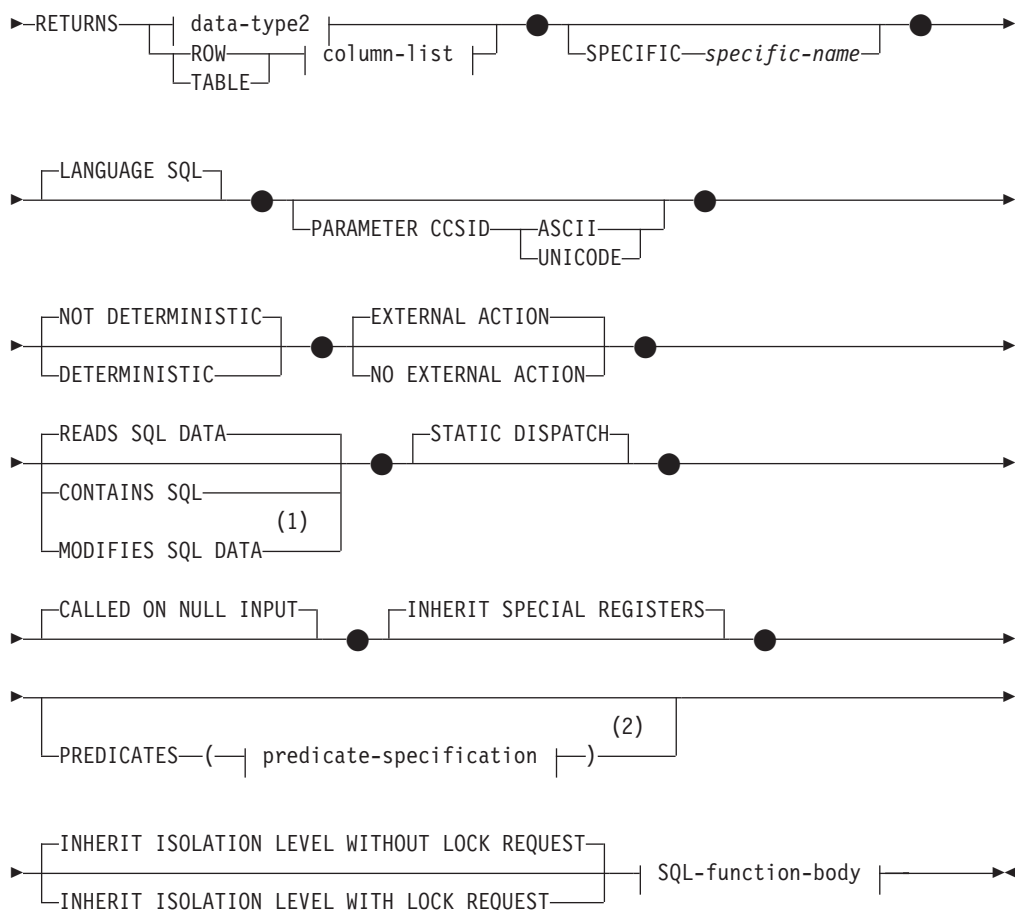 RETURNS data-type2
ROW column-list SPECIFIC specific-name
TABLE
LANGUAGE SQL
PARAMETER CCSID ASCII
UNICODE
NOT DETERMINISTIC EXTERNAL ACTION
DETERMINISTIC NO EXTERNAL ACTION
READS SQL DATA STATIC DISPATCH
CONTAINS SQL
(1)
MODIFIES SQL DATA
CALLED ON NULL INPUT INHERIT SPECIAL REGISTERS
(2)
PREDICATES ( predicate-specification )
INHERIT ISOLATION LEVEL WITHOUT LOCK REQUEST
SQL-function-body
INHERIT ISOLATION LEVEL WITH LOCK REQUEST